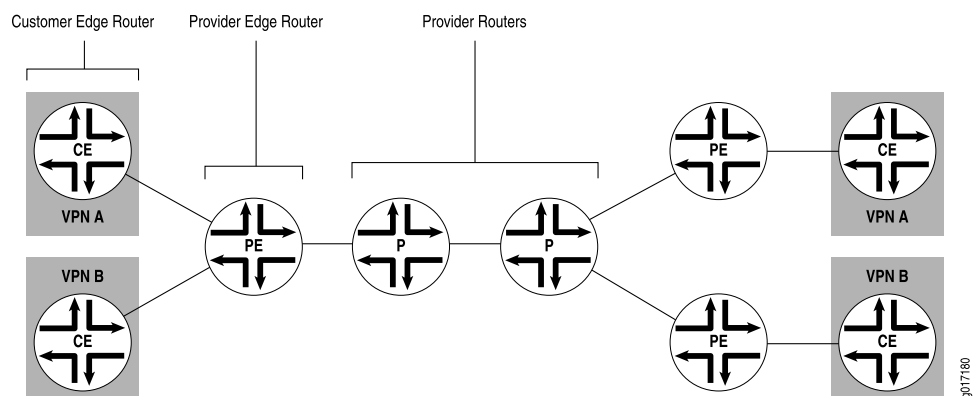 Customer Edge Router
Provider Edge Router
Provider Routers
CE
VPN A
PE
CE
VPN A
PE
P
P
VPN B
CE
PE
VPN B
CE
g017180